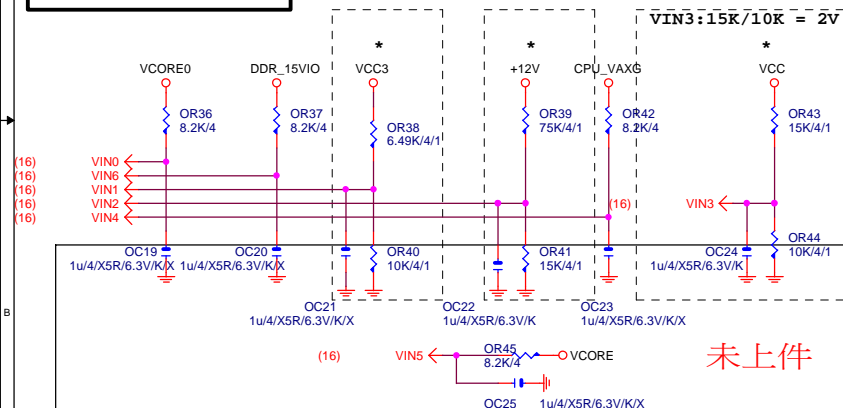 VIN3:15K/10K = 2V
* * *
VCORE0 DDR_15VIO VCC3 +12V CPU_VAXG VCC
OR36 OR37 OR38 OR39 OR42 OR43
8.2K/4 8.2K/4 6.49K/4/1 75K/4/1 8.2K/4 15K/4/1
(16) VIN0
(16) VIN6
(16) VIN1
(16) VIN2 (16) VIN3
(16) VIN4
OC19 OC20 OR40 OR41 OC24 OR44
1u/4/X5R/6.3V/K/X 1u/4/X5R/6.3V/K/X 10K/4/1 15K/4/1 1u/4/X5R/6.3V/K 10K/4/1
OC21 OC22 OC23
1u/4/X5R/6.3V/K/X 1u/4/X5R/6.3V/K 1u/4/X5R/6.3V/K/X
B
(16) VIN5 OR45 VCORE
8.2K/4
未上件
OC25 1u/4/X5R/6.3V/K/X